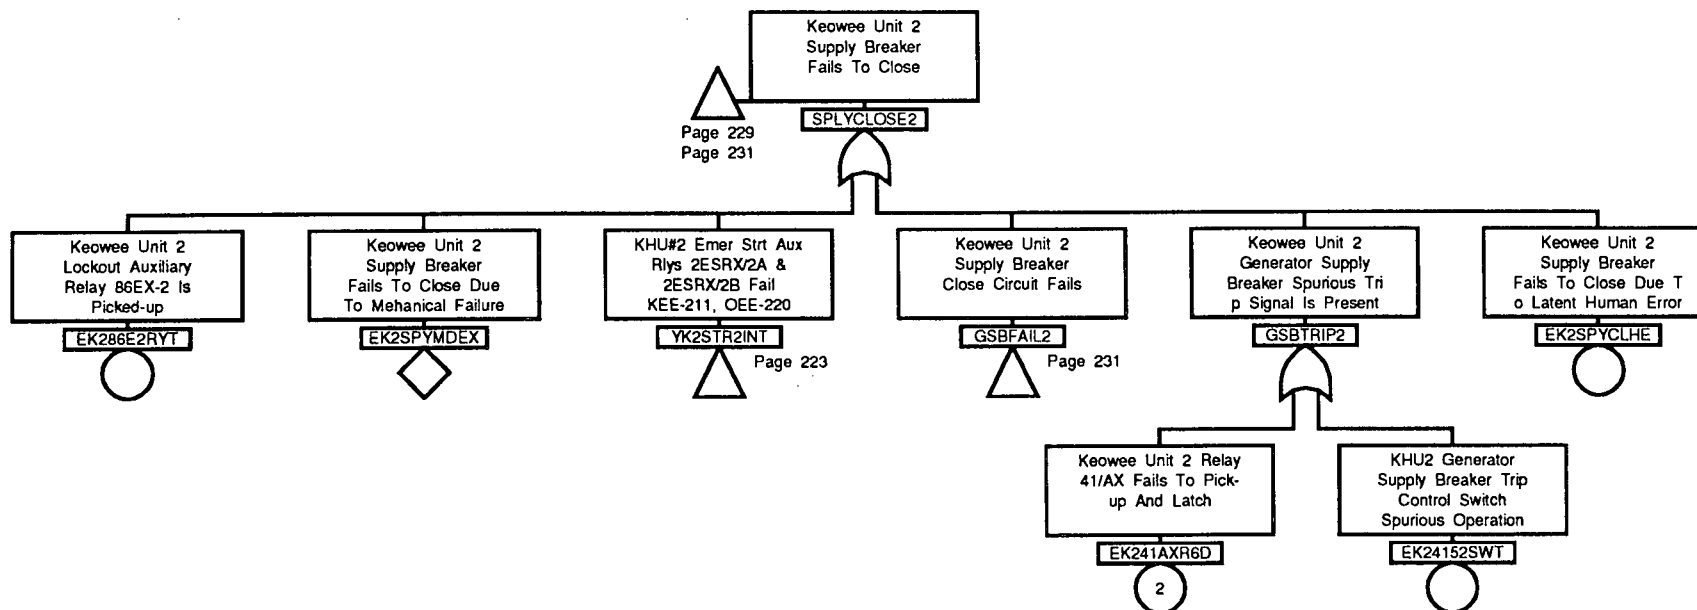 Keowee Unit 2
Supply Breaker
Fails To Close
SPLYCLOSE2
Page 229
Page 231
Keowee Unit 2
Lockout Auxiliary
Relay 86EX-2 Is
Picked-up
EK286E2RYT
Keowee Unit 2
Supply Breaker
Fails To Close Due
To Mehanical Failure
EK2SPYMDEX
KHU#2 Emer Strt Aux
Rlys 2ESRX/2A &
2ESRX/2B Fail
KEE-211, OEE-220
YK2STR2INT
Page 223
Keowee Unit 2
Supply Breaker
Close Circuit Fails
GSBFAIL2
Page 231
Keowee Unit 2
Generator Supply
Breaker Spurious Tri
p Signal Is Present
GSBTRIP2
Keowee Unit 2
Supply Breaker
Fails To Close Due T
o Latent Human Error
EK2SPYCLHE
Keowee Unit 2 Relay
41/AX Fails To Pick-
up And Latch
EK241AXR6D
2
KHU2 Generator
Supply Breaker Trip
Control Switch
Spurious Operation
EK24152SWT